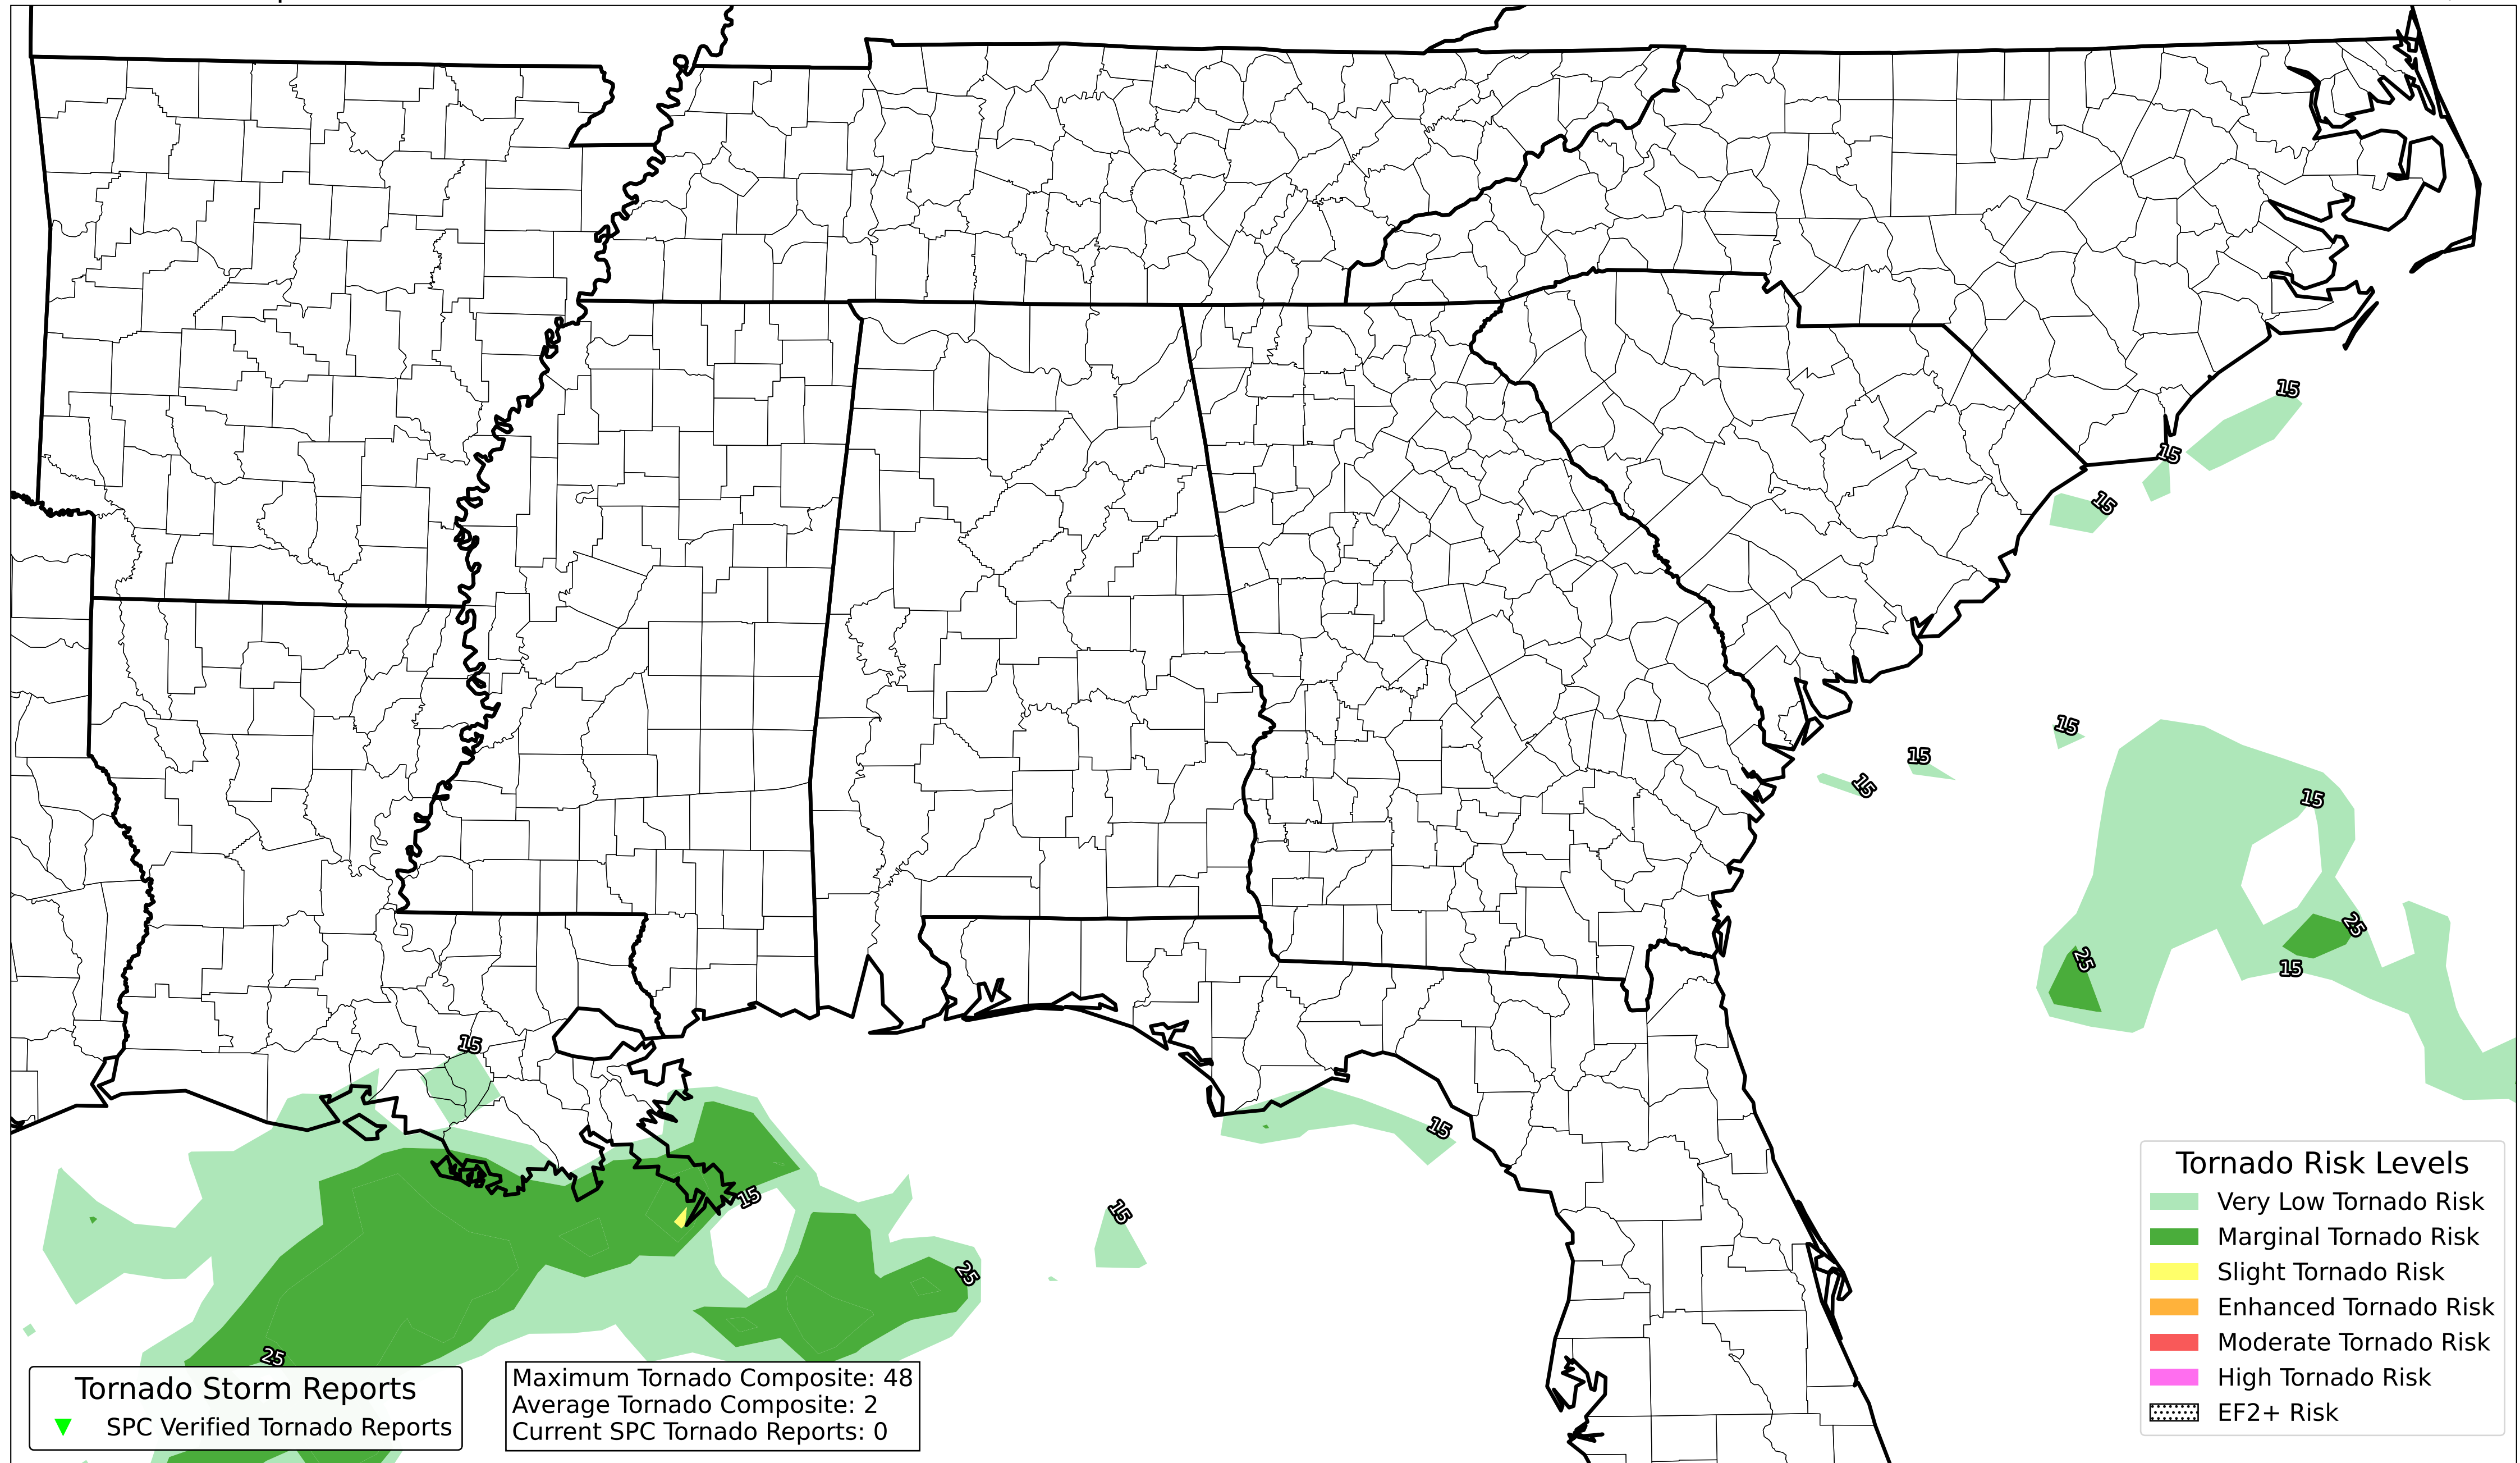 15
15
15
15
15
15
15
25
25
15
15
15
15
15
25
25
Tornado Risk Levels
Very Low Tornado Risk
Marginal Tornado Risk
Slight Tornado Risk
Enhanced Tornado Risk
Moderate Tornado Risk
High Tornado Risk
EF2+ Risk
Tornado Storm Reports
SPC Verified Tornado Reports
Maximum Tornado Composite: 48
Average Tornado Composite: 2
Current SPC Tornado Reports: 0